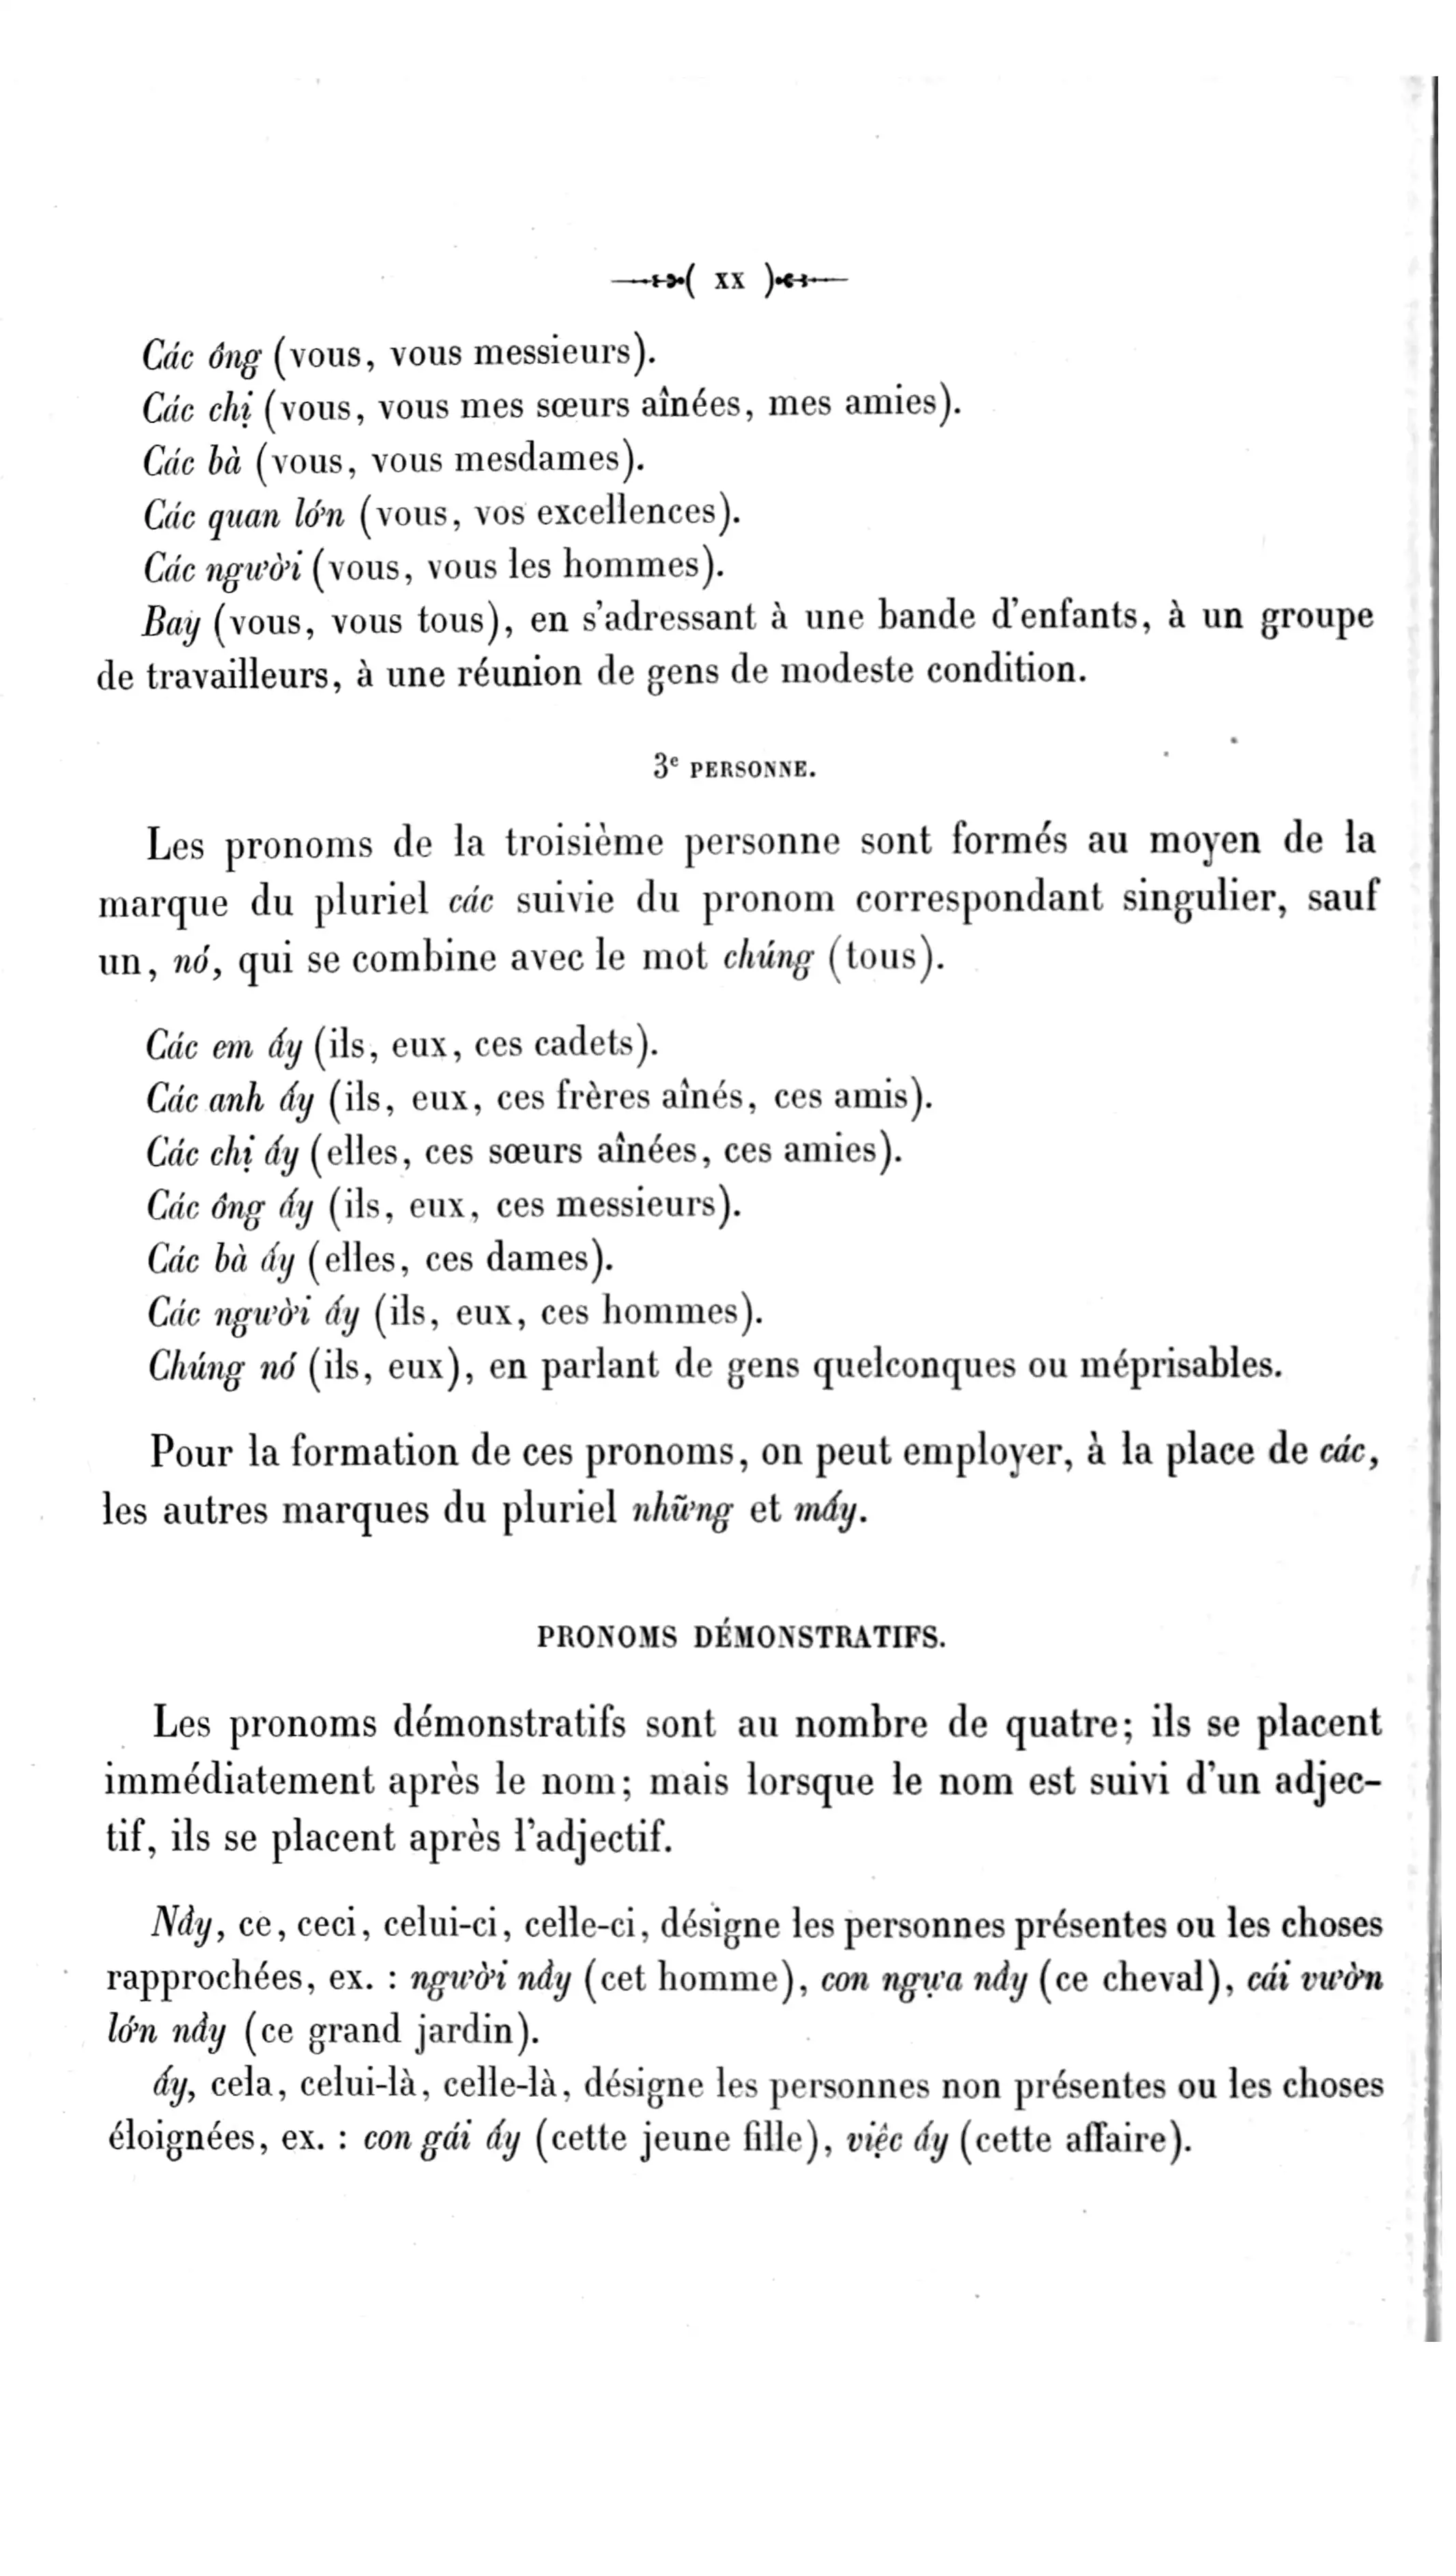 ( xx )
Các ông (vous, vous messieurs).
Các chị (vous, vous mes sœurs aînées, mes amies).
Các bà (vous, vous mesdames).
Các quan lớn (vous, vos excellences).
Các người (vous, vous les hommes).
Bay (vous, vous tous), en s'adressant à une bande d'enfants, à un groupe
de travailleurs, à une réunion de gens de modeste condition.
3e PERSONNE.
Les pronoms de la troisième personne sont formés au moyen de la
marque du pluriel các suivie du pronom correspondant singulier, sauf
un, nó, qui se combine avec le mot chúng (tous).
Các em ấy (ils, eux, ces cadets).
Các anh ấy (ils, eux, ces frères aînés, ces amis).
Các chị ấy (elles, ces sœurs aînées, ces amies).
Các ông ấy (ils, eux, ces messieurs).
Các bà ấy (elles, ces dames).
Các người ấy (ils, eux, ces hommes).
Chúng nó (ils, eux), en parlant de gens quelconques ou méprisables.
Pour la formation de ces pronoms, on peut employer, à la place de các,
les autres marques du pluriel những et mấy.
PRONOMS DÉMONSTRATIFS.
Les pronoms démonstratifs sont au nombre de quatre; ils se placent
immédiatement après le nom; mais lorsque le nom est suivi d'un adjec-
tif, ils se placent après l'adjectif.
Nầy, ce, ceci, celui-ci, celle-ci, désigne les personnes présentes ou les choses
rapprochées, ex. : người nầy (cet homme), con ngựa nầy (ce cheval), cái vườn
lớn nầy (ce grand jardin).
ấy, cela, celui-là, celle-là, désigne les personnes non présentes ou les choses
éloignées, ex. : con gái ấy (cette jeune fille), việc ấy (cette affaire).